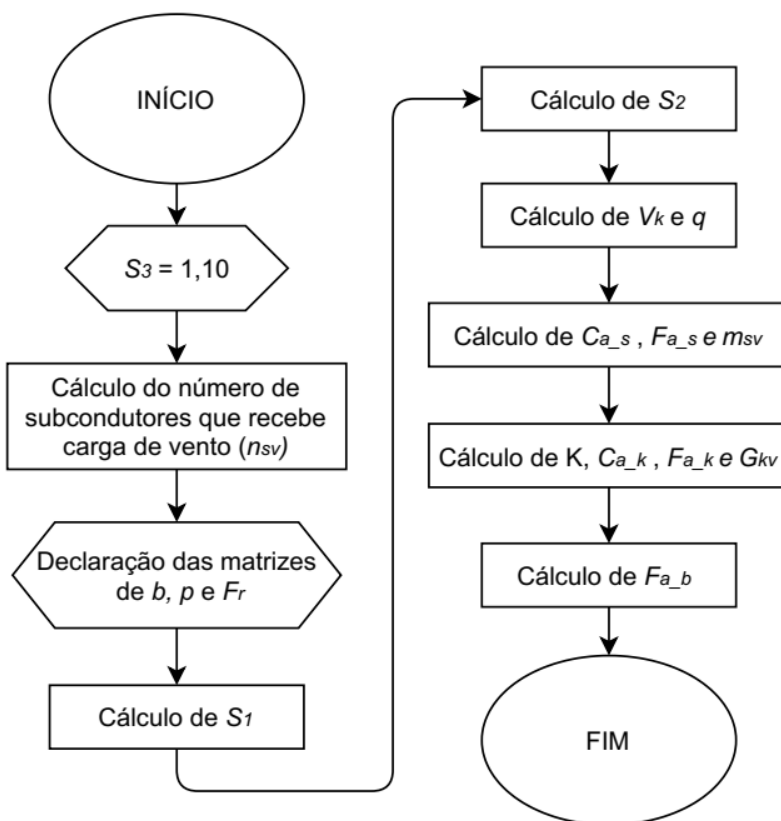 INÍCIO
S3 = 1,10
Cálculo do número de
subcondutores que recebe
carga de vento (nsv)
Declaração das matrizes
de b, p e Fr
Cálculo de S1
Cálculo de S2
Cálculo de Vk e q
Cálculo de Ca_s , Fa_s e msv
Cálculo de K, Ca_k , Fa_k e Gkv
Cálculo de Fa_b
FIM